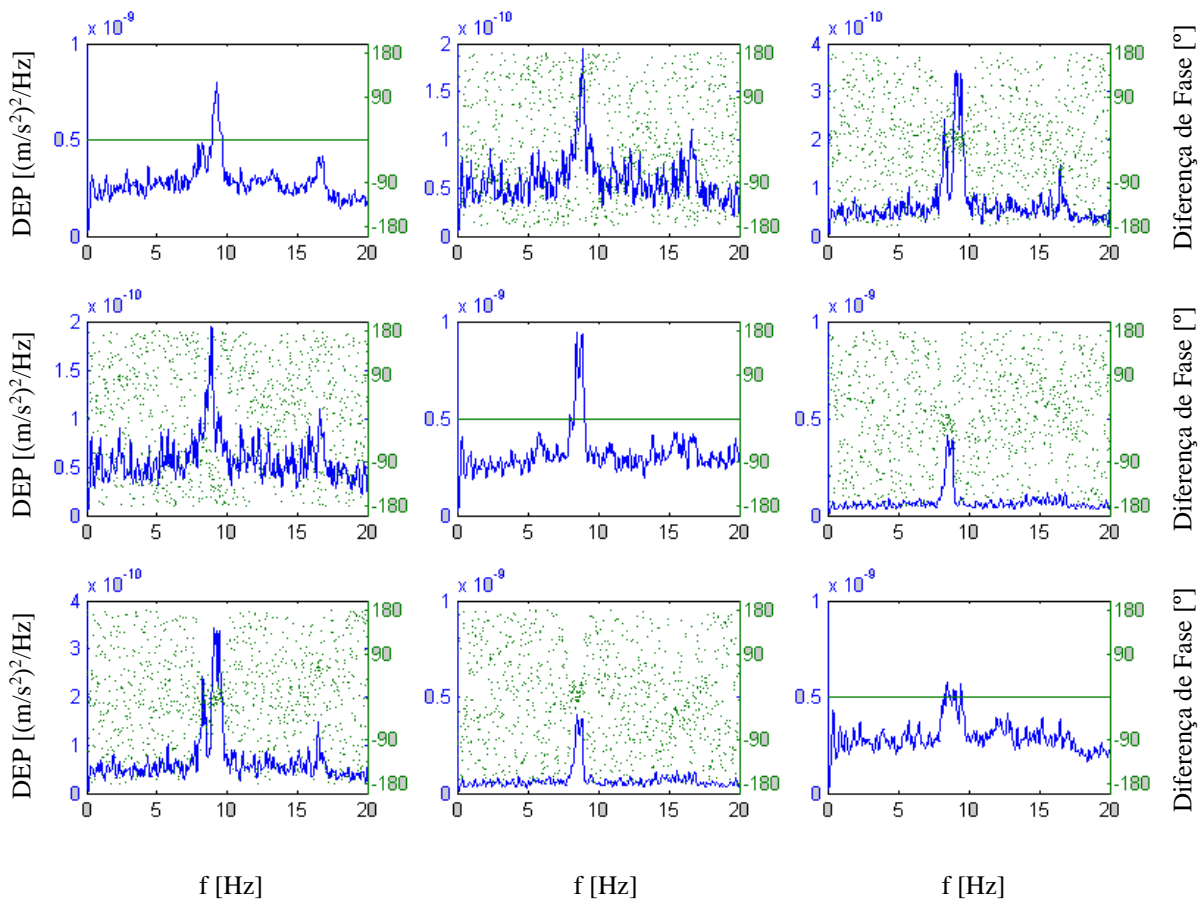 x 10-9 x 10-10 x 10-10
DEP [(m/s²)²/Hz] 1 0.5 0 180 90 -90 -180 2 1.5 1 0.5 0 180 90 -90 -180 4 3 2 1 0 180 90 -90 -180 Diferença de Fase [º]
0 5 10 15 20 0 5 10 15 20 0 5 10 15 20
x 10-10 x 10-9 x 10-9
DEP [(m/s²)²/Hz] 2 1.5 1 0.5 0 180 90 -90 -180 1 0.5 0 180 90 -90 -180 1 0.5 0 180 90 -90 -180 Diferença de Fase [º]
0 5 10 15 20 0 5 10 15 20 0 5 10 15 20
x 10-10 x 10-9 x 10-9
DEP [(m/s²)²/Hz] 4 3 2 1 0 180 90 -90 -180 1 0.5 0 180 90 -90 -180 1 0.5 0 180 90 -90 -180 Diferença de Fase [º]
0 5 10 15 20 0 5 10 15 20 0 5 10 15 20
f [Hz] f [Hz] f [Hz]